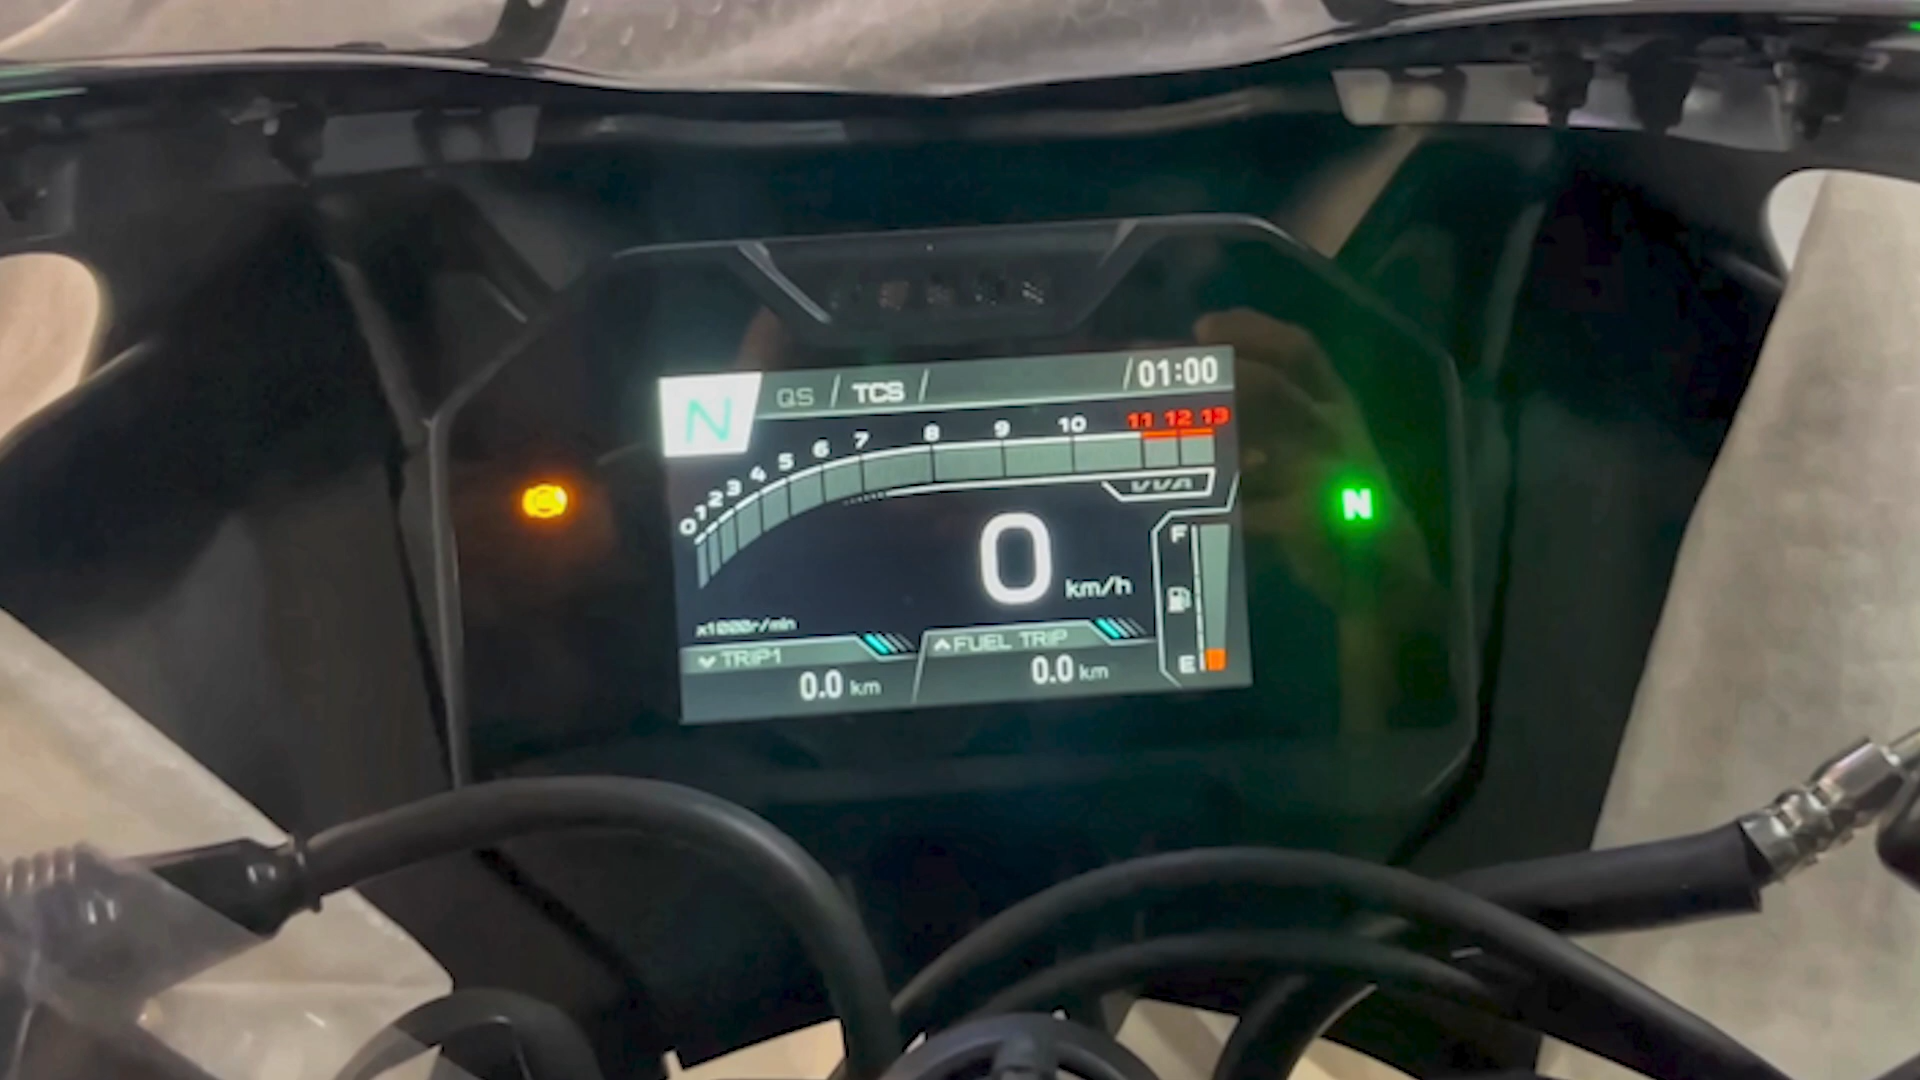 N QS / TCS / / 01:00
0 1 2 3 4 5 6 7 8 9 10 11 12 13
VVA
0 km/h
N
F
E
x1000r/min
TRIP1
0.0 km
FUEL TRIP
0.0 km